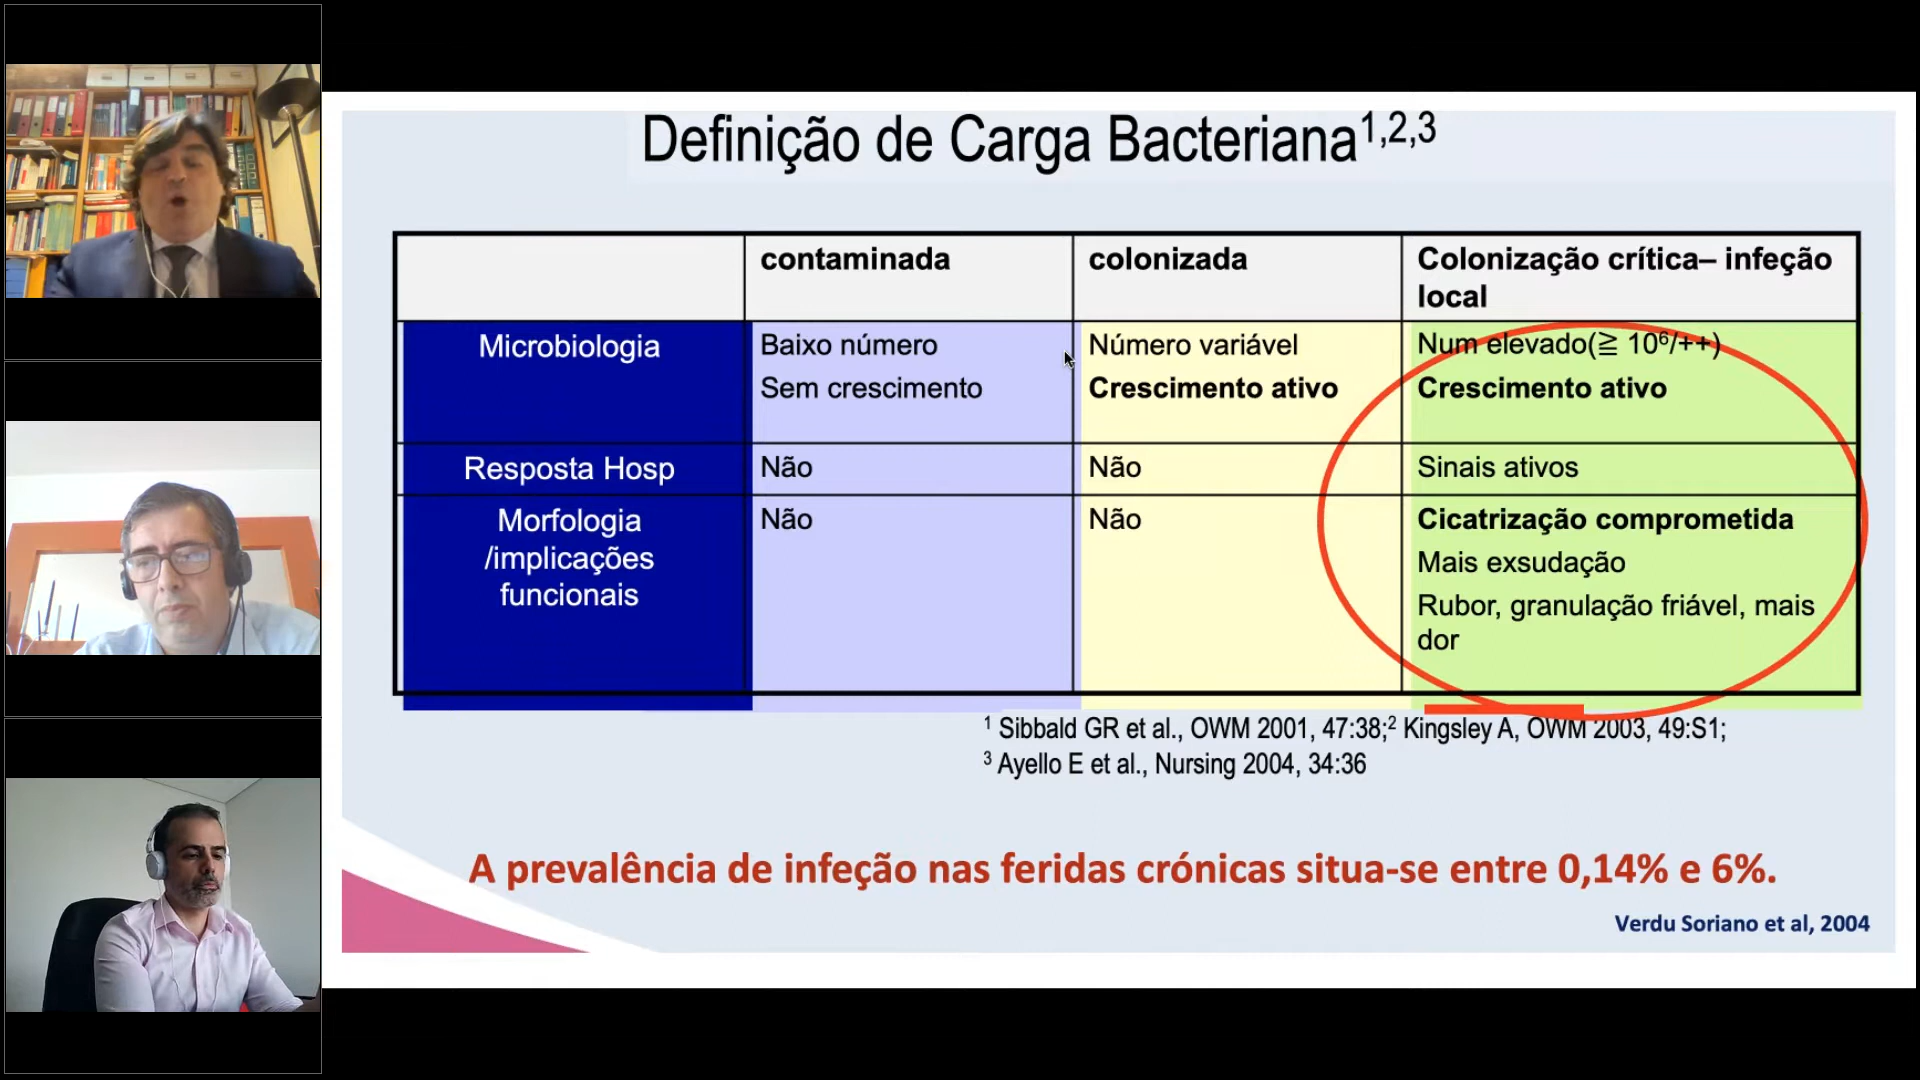 Definição de Carga Bacteriana1,2,3
contaminada
colonizada
Colonização crítica– infeção
local
Microbiologia
Baixo número
Sem crescimento
Número variável
Crescimento ativo
Num elevado(≧ 10⁶/++)
Crescimento ativo
Resposta Hosp
Não
Não
Sinais ativos
Morfologia
/implicações
funcionais
Não
Não
Cicatrização comprometida
Mais exsudação
Rubor, granulação friável, mais
dor
1 Sibbald GR et al., OWM 2001, 47:38;2 Kingsley A, OWM 2003, 49:S1;
3 Ayello E et al., Nursing 2004, 34:36
A prevalência de infeção nas feridas crónicas situa-se entre 0,14% e 6%.
Verdu Soriano et al, 2004